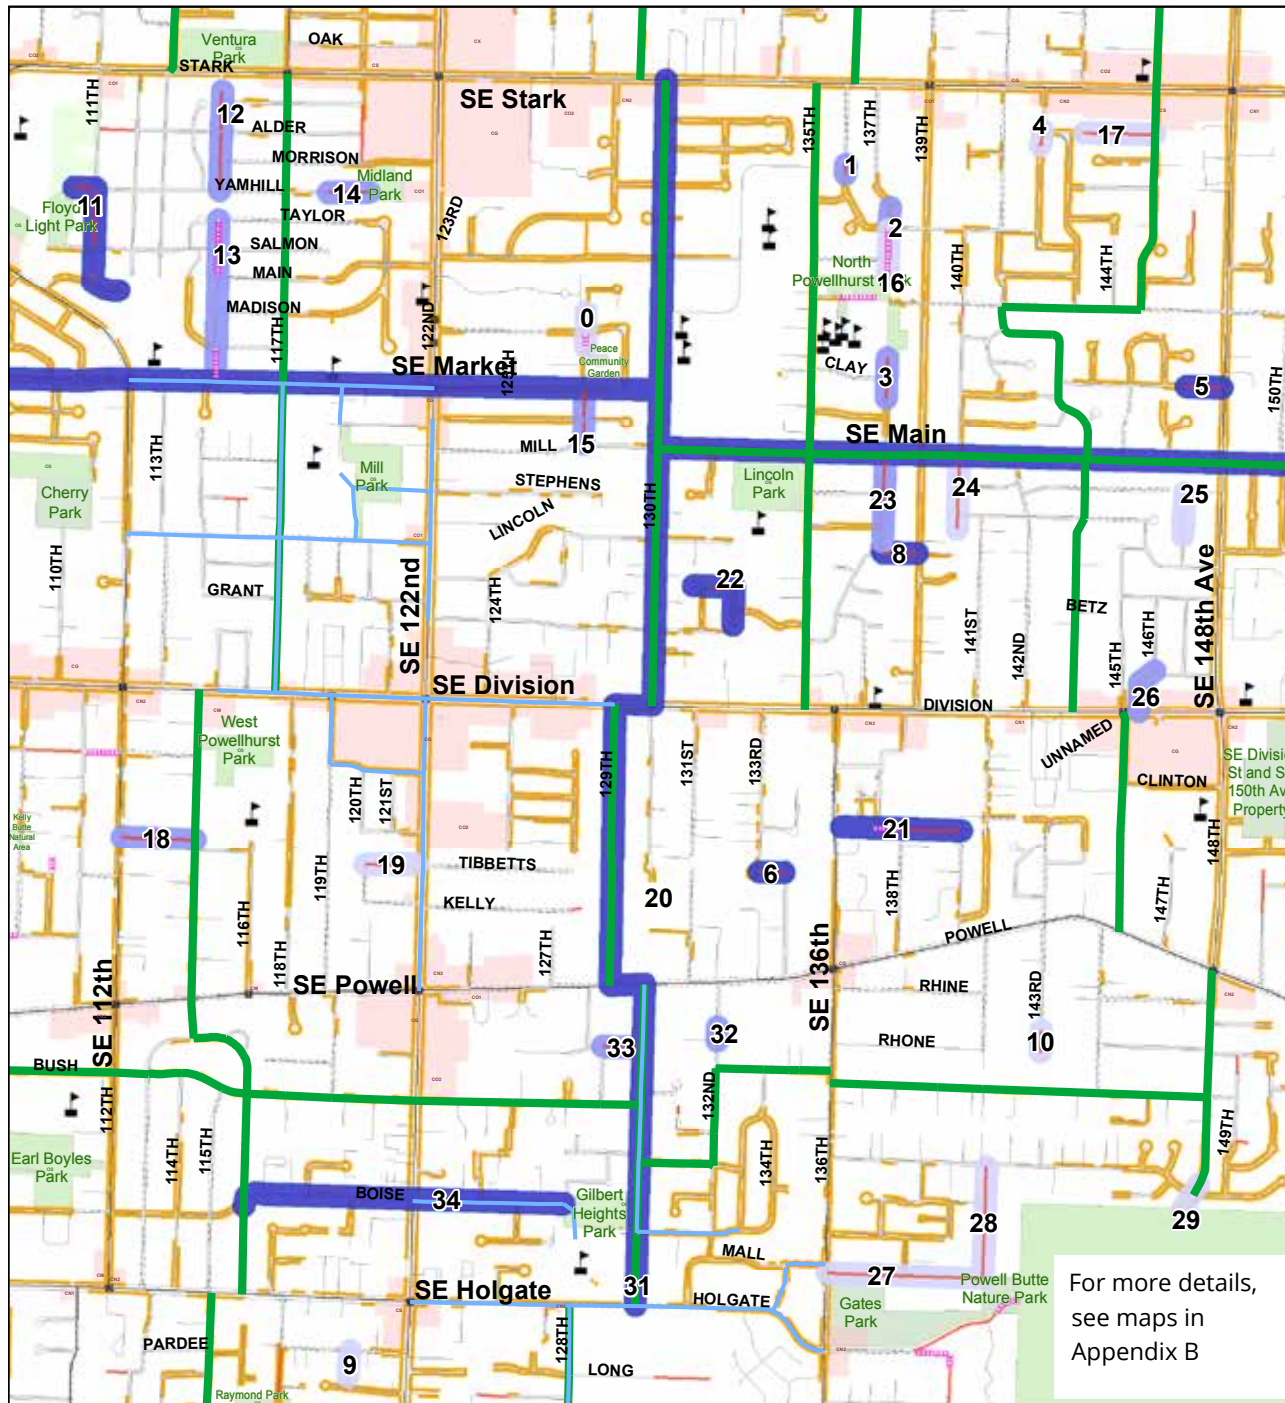 Ventura
Park
OAK
STARK
SE Stark
111TH
12
ALDER
MORRISON
YAMHILL
14
Midland
Park
11
Floyd
Light Park
TAYLOR
13
SALMON
MAIN
MADISON
117TH
123RD
122ND
135TH
137TH
139TH
1
2
4
17
North
Powellhurst
16
140TH
144TH
0
Peace
Community
Garden
SE Market
125TH
CLAY
3
5
150TH
15
MILL
SE Main
113TH
Mill
Park
STEPHENS
LINCOLN
130TH
Lincoln
Park
23
24
25
Cherry
Park
110TH
8
22
GRANT
SE 122nd
124TH
141ST
142ND
BETZ
145TH
146TH
SE 148th Ave
26
SE Division
DIVISION
UNNAMED
West
Powellhurst
Park
129TH
131ST
133RD
CLINTON
SE Divisi
St and S
150th Av
Property
120TH
121ST
Kelly
Butte
Natural
Area
18
19
TIBBETTS
6
21
148TH
119TH
KELLY
20
138TH
147TH
116TH
118TH
127TH
POWELL
SE 136th
SE Powell
RHINE
143RD
SE 112th
33
32
RHONE
10
BUSH
112TH
132ND
149TH
Earl Boyles
Park
114TH
115TH
134TH
136TH
BOISE
34
Gilbert
Heights
Park
28
29
MALL
27
Powell Butte
Nature Park
SE Holgate
31
HOLGATE
Gates
Park
For more details,
see maps in
Appendix B
PARDEE
9
128TH
LONG
Raymond Park